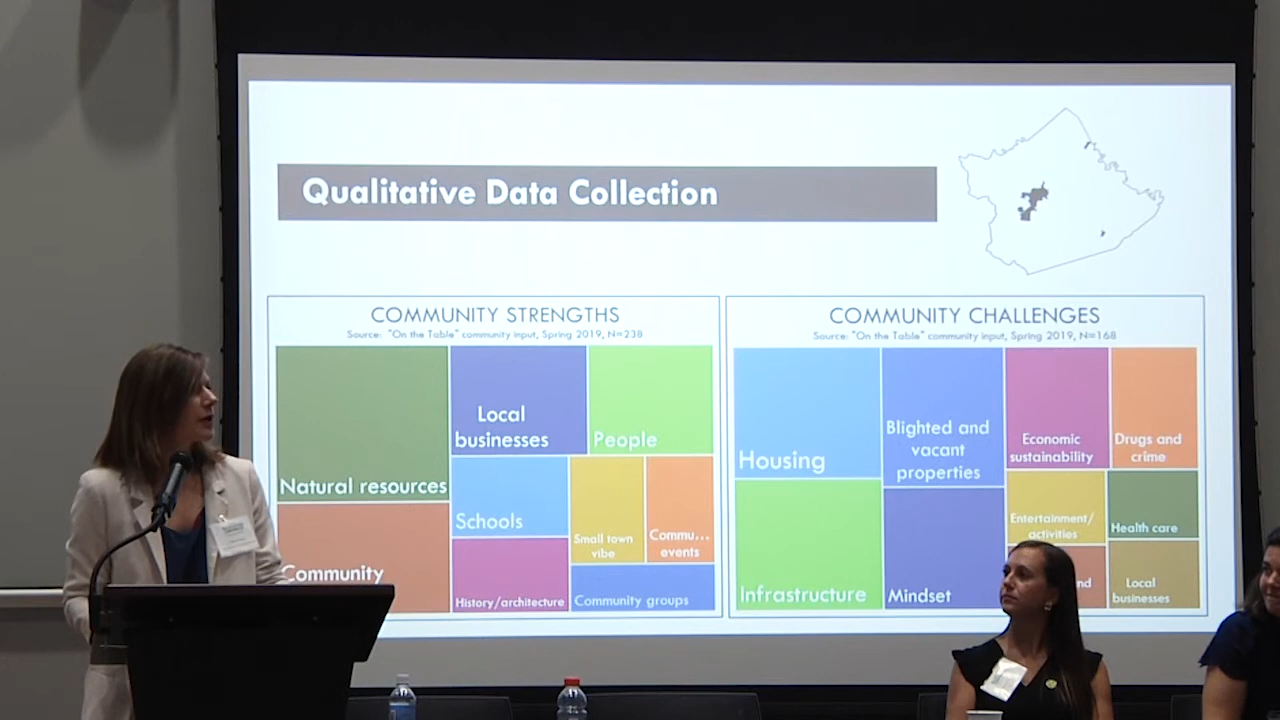 Qualitative Data Collection
COMMUNITY STRENGTHS
Source: "On the Table" community input, Spring 2019, N=238
Natural resources
Local
businesses
People
Schools
Small town
vibe
Commu...
events
Community
History/architecture
Community groups
COMMUNITY CHALLENGES
Source: "On the Table" community input, Spring 2019, N=168
Housing
Blighted and
vacant
properties
Economic
sustainability
Drugs and
crime
Entertainment/
activities
Health care
Infrastructure
Mindset
nd
Local
businesses